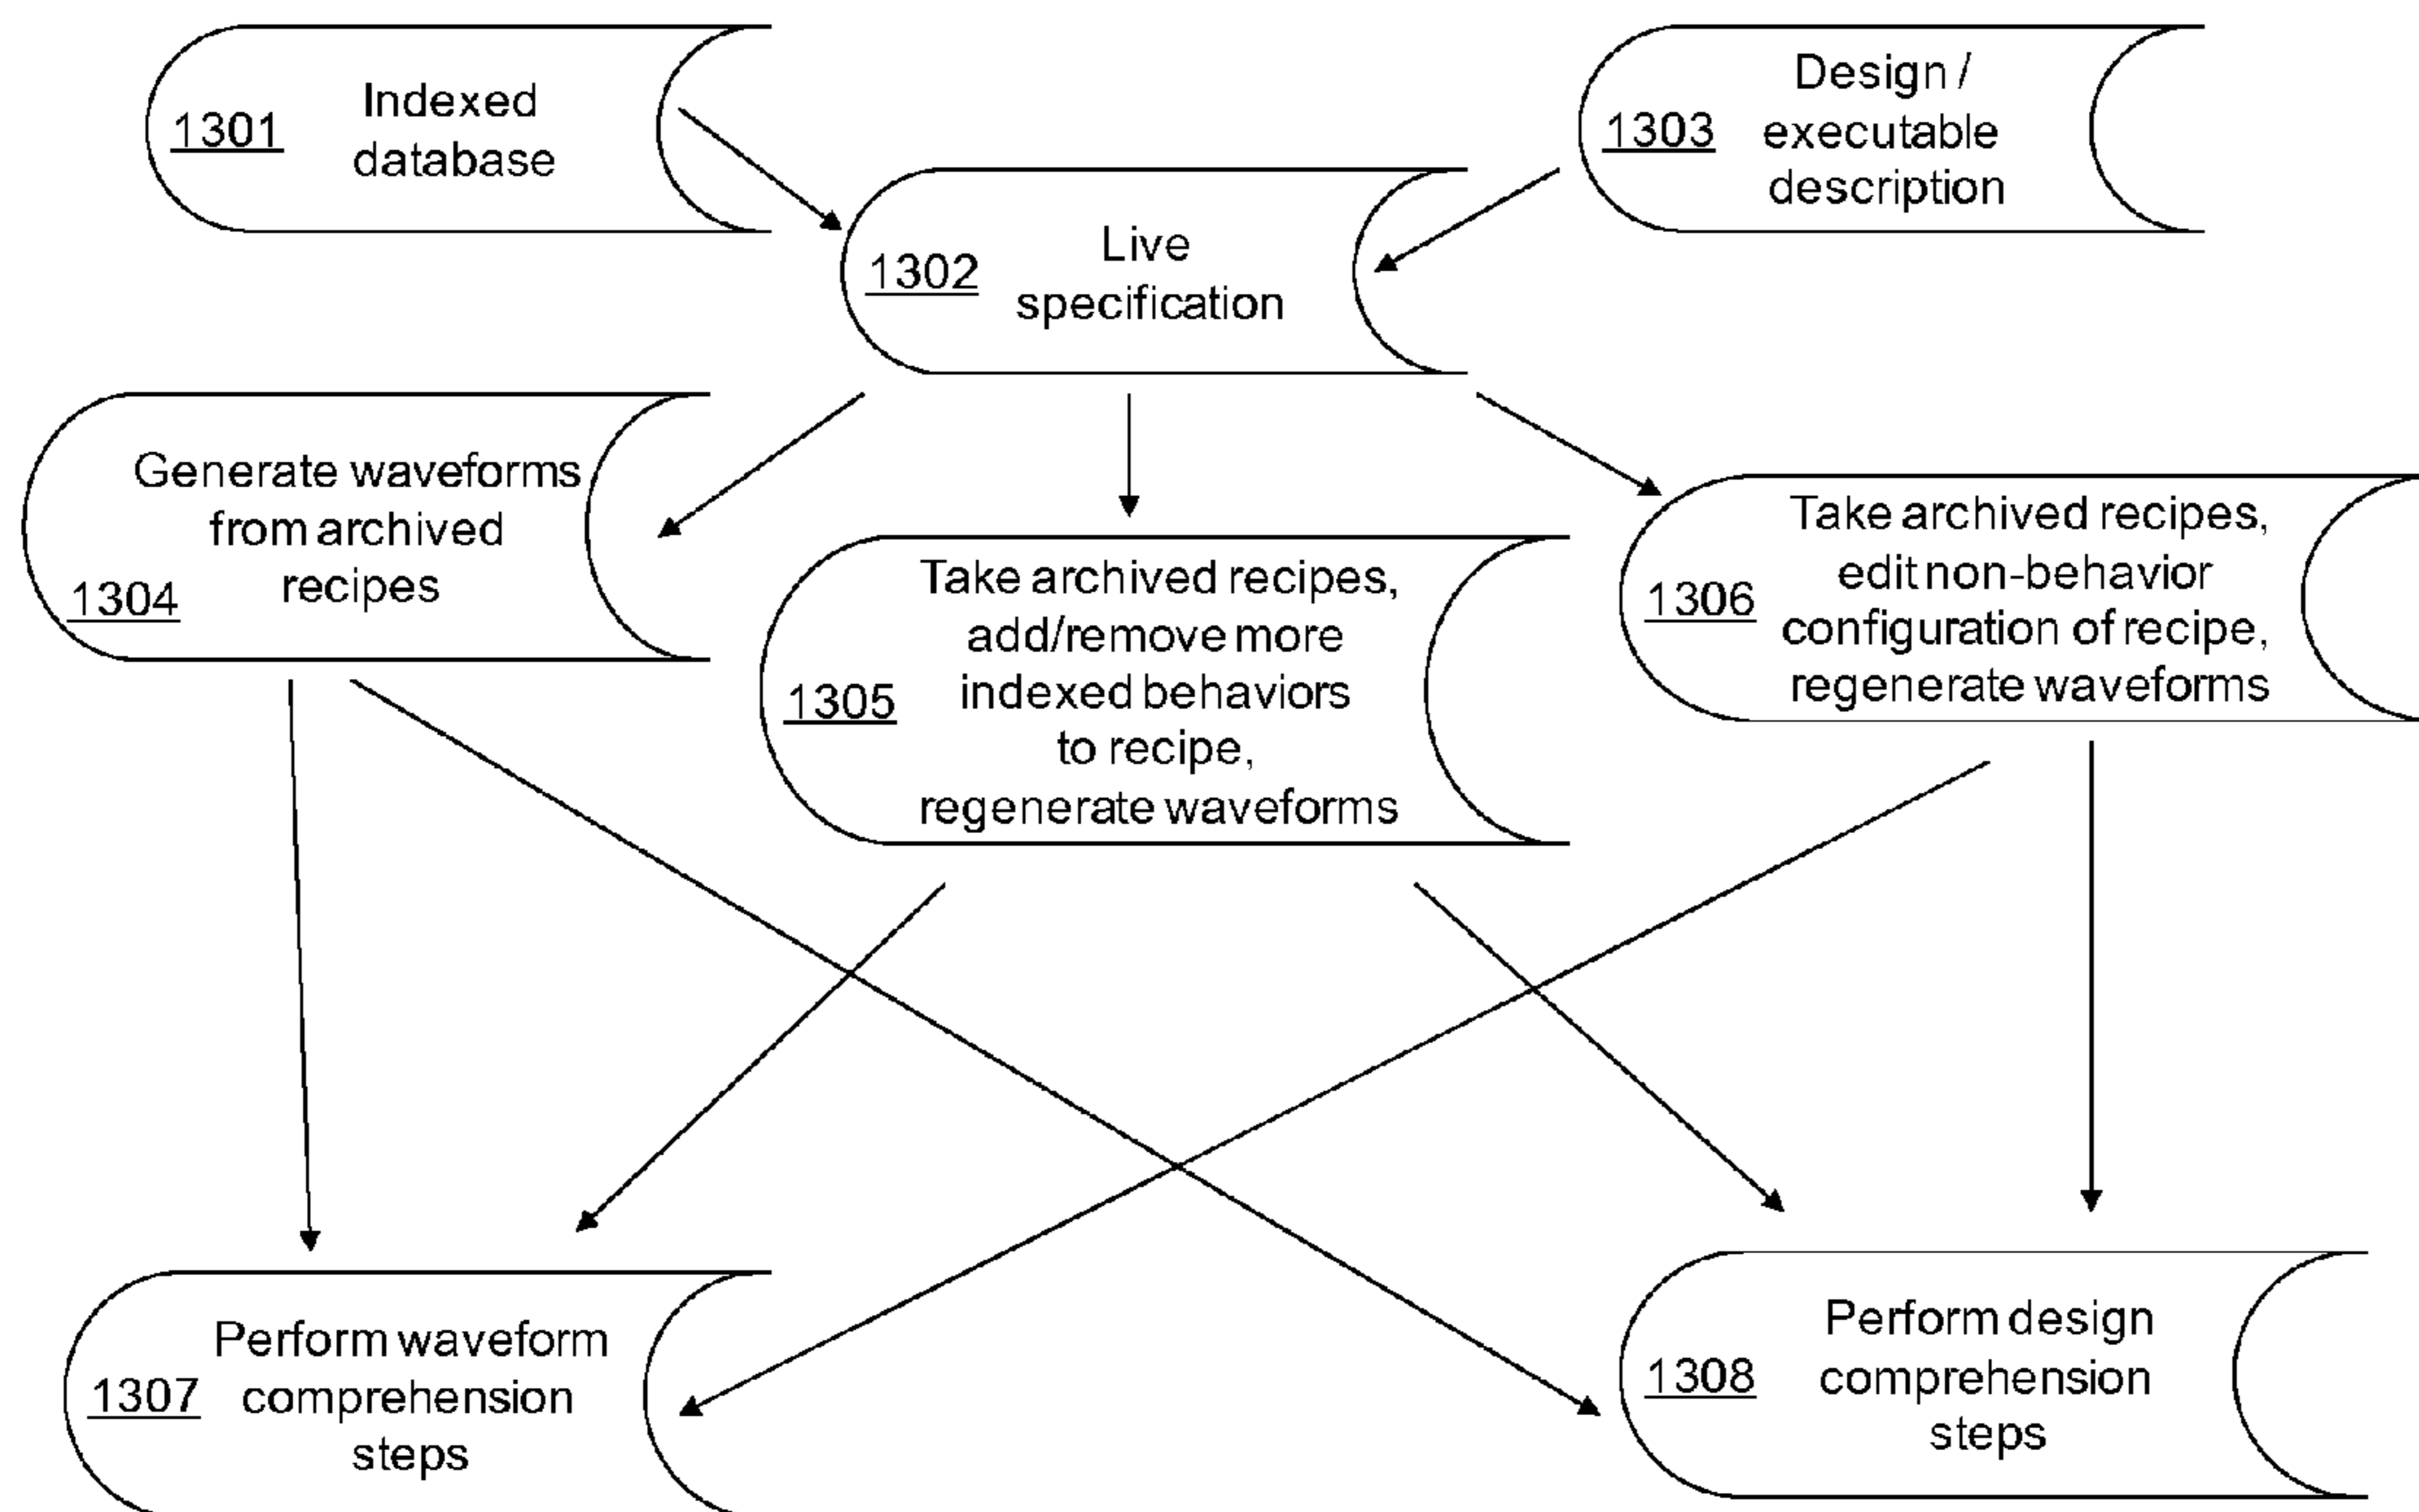 1301
Indexed
database
1302
Live
specification
1303
Design /
executable
description
1304
Generate waveforms
from archived
recipes
1305
Take archived recipes,
add/remove more
indexed behaviors
to recipe,
regenerate waveforms
1306
Take archived recipes,
edit non-behavior
configuration of recipe,
regenerate waveforms
1307
Perform waveform
comprehension
steps
1308
Perform design
comprehension
steps